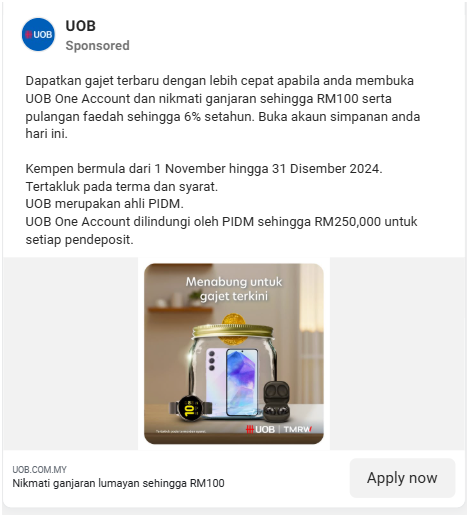 UOB
UOB
Sponsored
Dapatkan gajet terbaru dengan lebih cepat apabila anda membuka
UOB One Account dan nikmati ganjaran sehingga RM100 serta
pulangan faedah sehingga 6% setahun. Buka akaun simpanan anda
hari ini.
Kempen bermula dari 1 November hingga 31 Disember 2024.
Tertakluk pada terma dan syarat.
UOB merupakan ahli PIDM.
UOB One Account dilindungi oleh PIDM sehingga RM250,000 untuk
setiap pendeposit.
Menabung untuk
gajet terkini
10
UOB | TMRW
UOB.COM.MY
Nikmati ganjaran lumayan sehingga RM100
Apply now